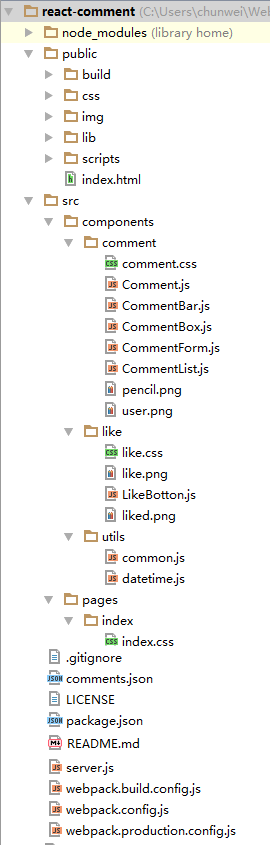 react-comment (C:\Users\chunwei\Web
node_modules (library home)
public
build
css
img
lib
scripts
index.html
src
components
comment
comment.css
Comment.js
CommentBar.js
CommentBox.js
CommentForm.js
CommentList.js
pencil.png
user.png
like
like.css
like.png
LikeBotton.js
liked.png
utils
common.js
datetime.js
pages
index
index.css
.gitignore
comments.json
LICENSE
package.json
README.md
server.js
webpack.build.config.js
webpack.config.js
webpack.production.config.js